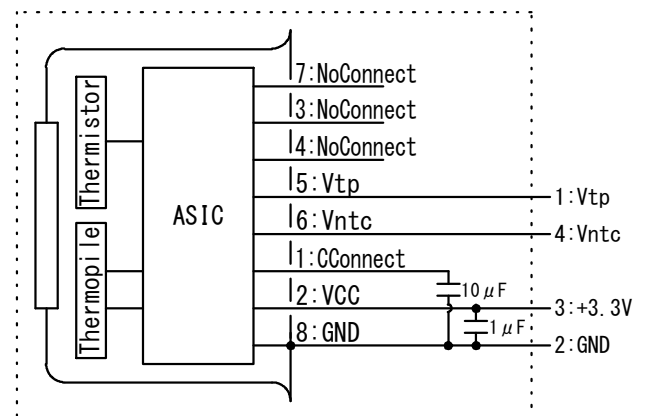 7:NoConnect
3:NoConnect
4:NoConnect
5:Vtp
6:Vntc
1:CConnect
2:VCC
8:GND
Thermistor
Thermopile
ASIC
10μF
1μF
1:Vtp
4:Vntc
3:+3.3V
2:GND